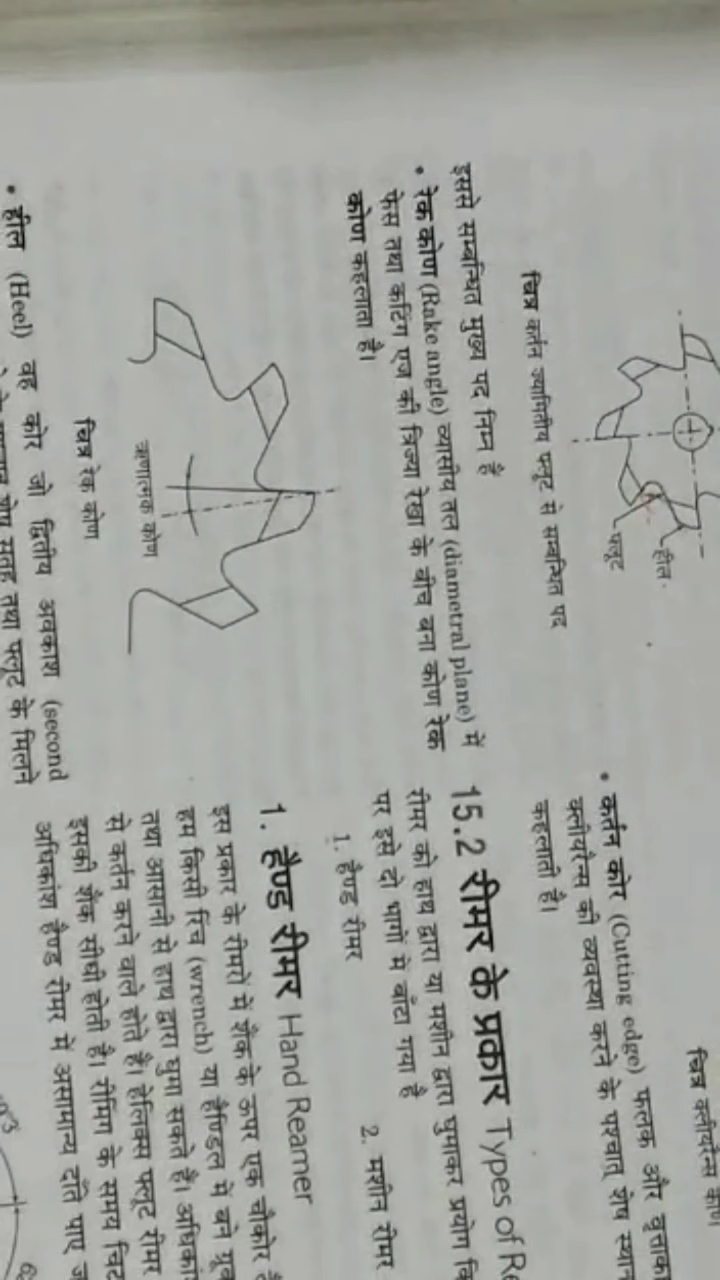 हील
फ्लूट
चित्र कर्तन ज्यामितीय फ्लूट से सम्बन्धित पद
इससे सम्बन्धित मुख्य पद निम्न हैं
• रेक कोण (Rake angle) व्यासीय तल (diametral plane) में
फेस तथा कटिंग एज की त्रिज्या रेखा के बीच बना कोण रेक
कोण कहलाता है।
ऋणात्मक कोण
चित्र रेक कोण
• हील (Heel) वह कोर जो द्वितीय अवकाश (second
शेष सतह तथा फ्लूट के मिलने
चित्र क्लीयरैन्स कोण
• कर्तन कोर (Cutting edge) फलक और
क्लीयरैन्स की व्यवस्था करने के पश्चात् शेष
कहलाती है।
15.2 रीमर के प्रकार Types of
रीमर को हाथ द्वारा या मशीन द्वारा घुमाकर प्रयोग
पर इसे दो भागों में बाँटा गया है
1. हैण्ड रीमर 2. मशीन रीमर
1. हैण्ड रीमर Hand Reamer
इस प्रकार के रीमरों में शैंक के ऊपर एक चौकोर
हम किसी रिंच (wrench) या हैण्डिल में बने
तथा आसानी से हाथ द्वारा घुमा सकते हैं।
से कर्तन करने वाले होते हैं। हेलिक्स फ्लूट रीमर
इसकी शैंक सीधी होती है। रीमिंग के समय
अधिकांश हैण्ड रीमर में असामान्य दाँते पाए